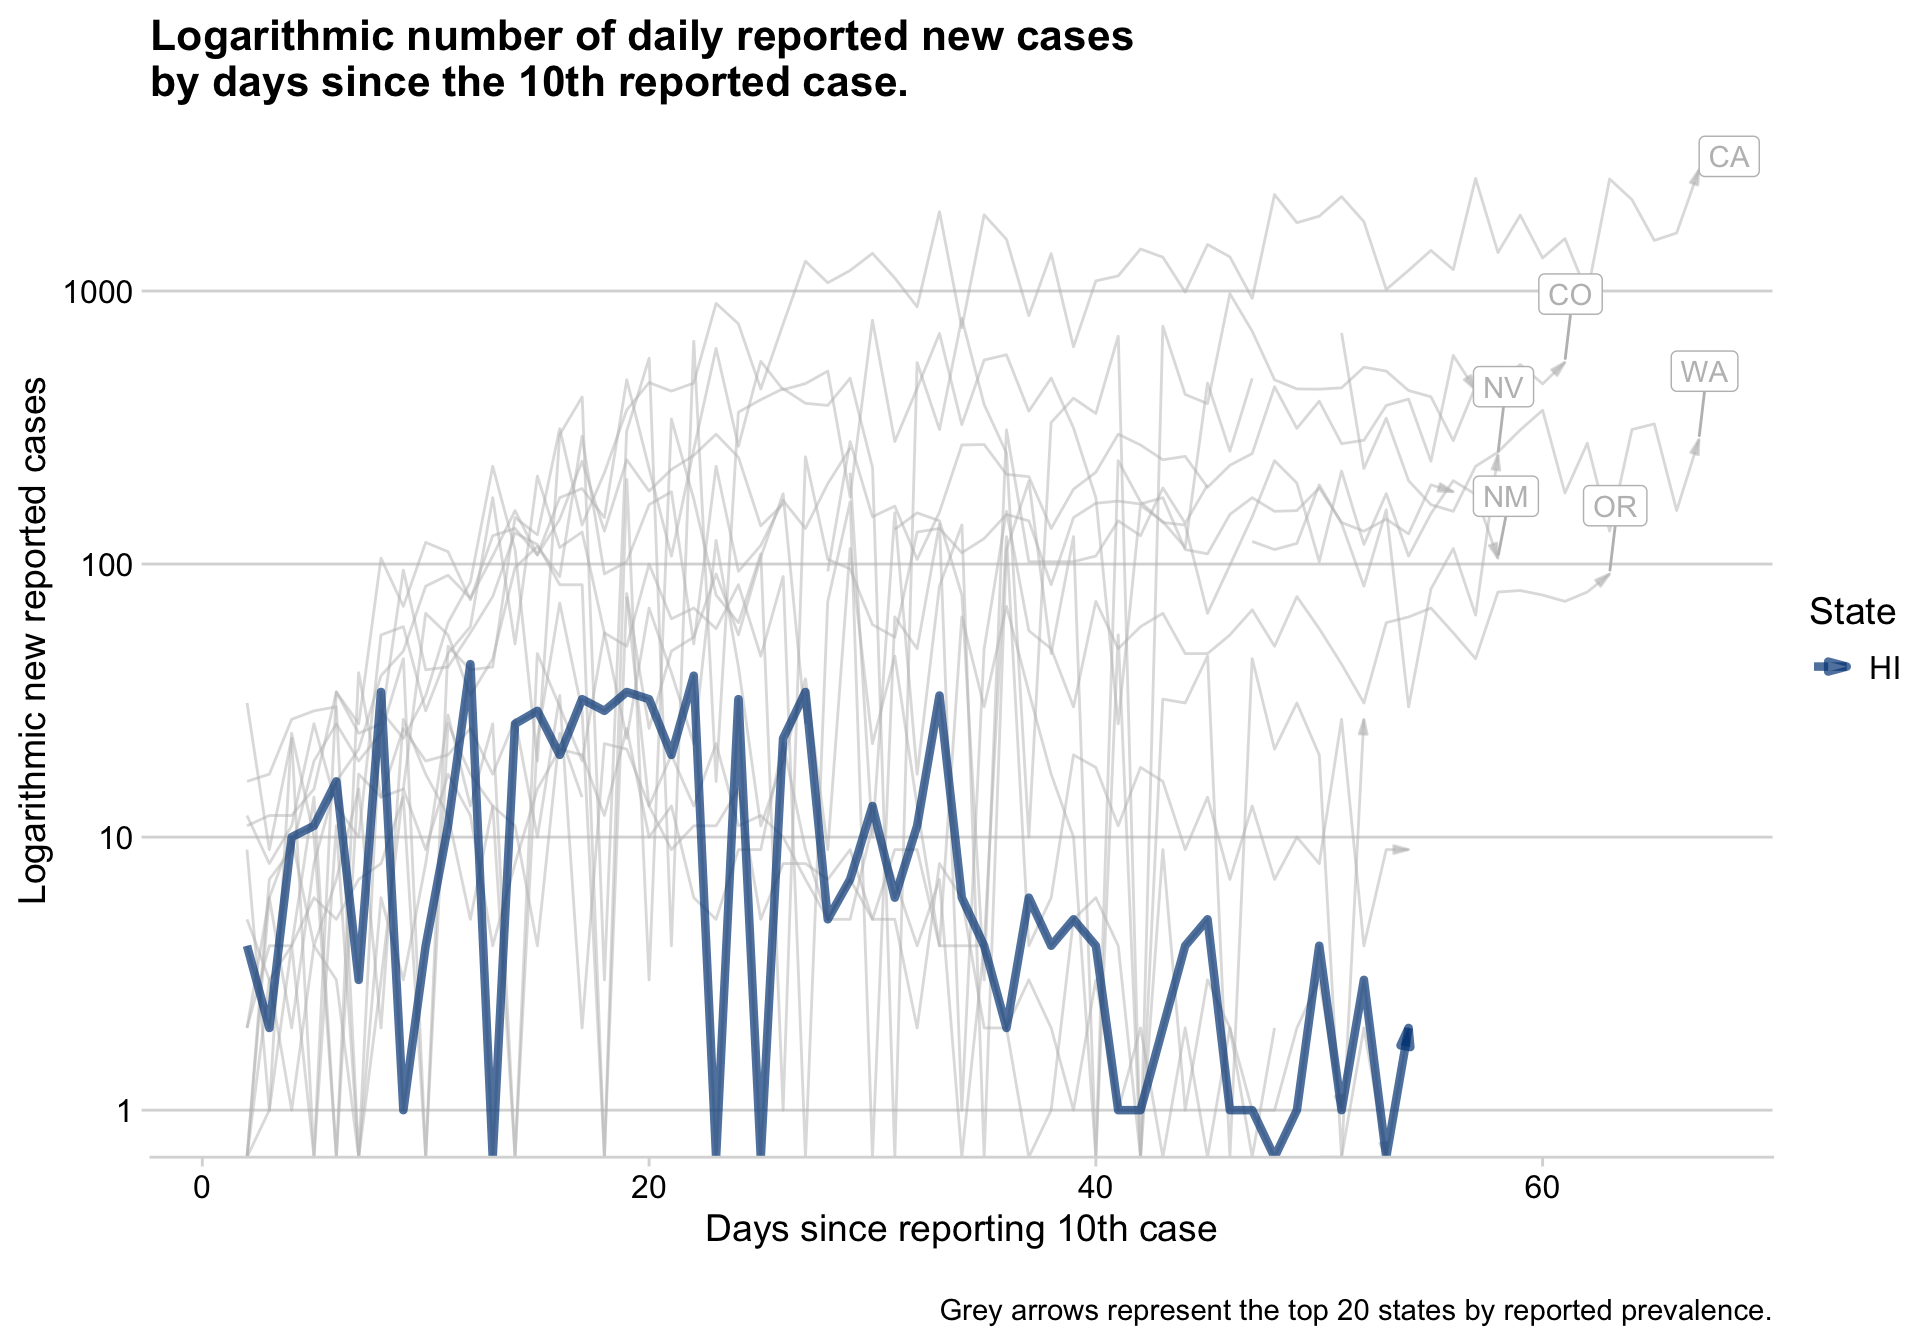 Logarithmic number of daily reported new cases
by days since the 10th reported case.
Logarithmic new reported cases
1000
100
10
1
CA
CO
WA
NV
NM
OR
State
HI
0
20
40
60
Days since reporting 10th case
Grey arrows represent the top 20 states by reported prevalence.